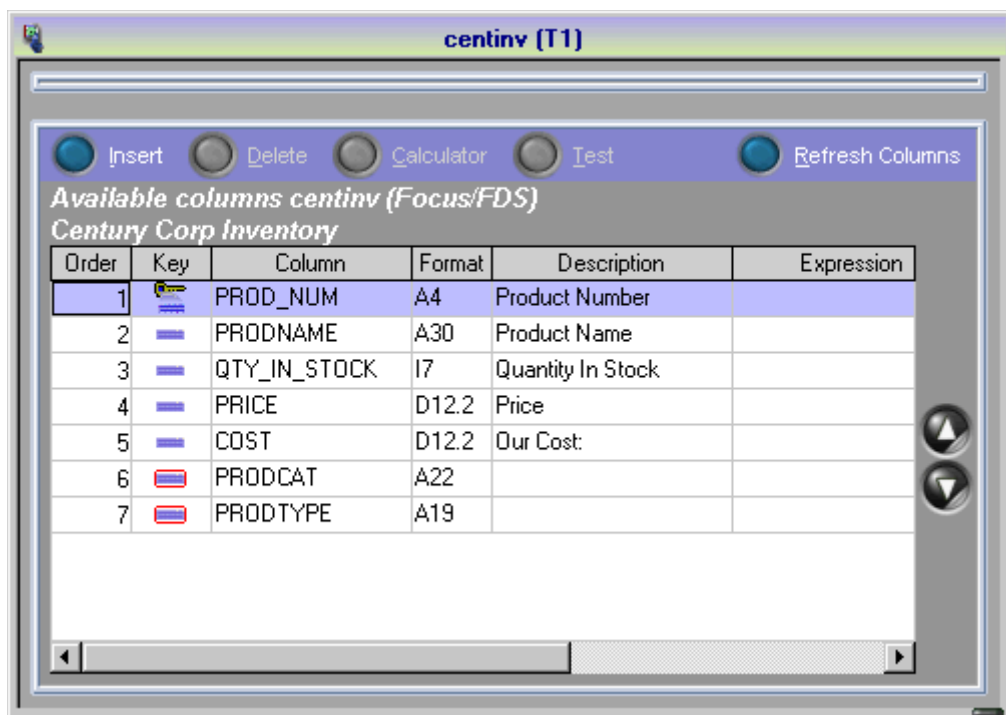 centinv (T1)
Insert Delete Calculator Test Refresh Columns
Available columns centinv (Focus/FDS)
Century Corp Inventory
Order Key Column Format Description Expression
1 PROD_NUM A4 Product Number
2 PRODNAME A30 Product Name
3 QTY_IN_STOCK I7 Quantity In Stock
4 PRICE D12.2 Price
5 COST D12.2 Our Cost:
6 PRODCAT A22
7 PRODTYPE A19